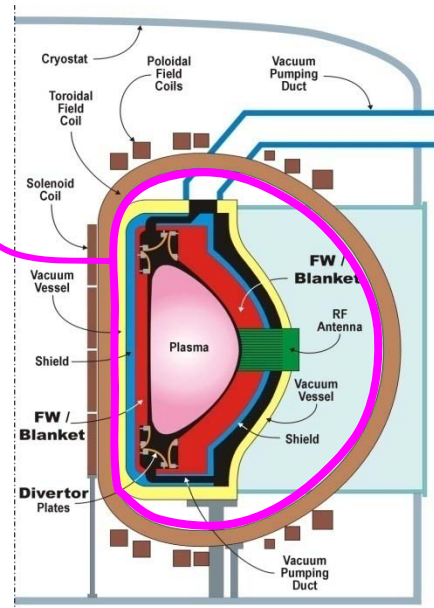 Cryostat
Poloidal
Field
Coils
Vacuum
Pumping
Duct
Toroidal
Field
Coil
Solenoid
Coil
Vacuum
Vessel
FW /
Blanket
RF
Antenna
Plasma
Shield
Vacuum
Vessel
FW /
Blanket
Shield
Divertor
Plates
Vacuum
Pumping
Duct